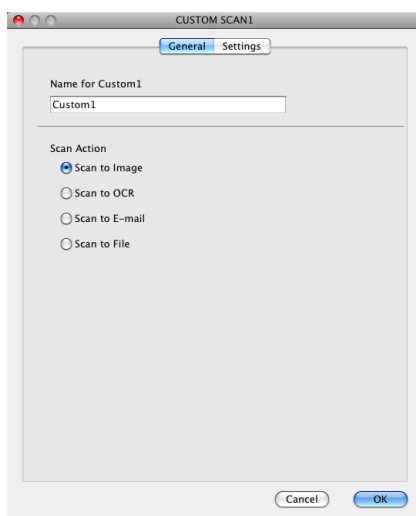 CUSTOM SCAN1
General Settings
Name for Custom1
Custom1
Scan Action
Scan to Image
Scan to OCR
Scan to E-mail
Scan to File
Cancel OK